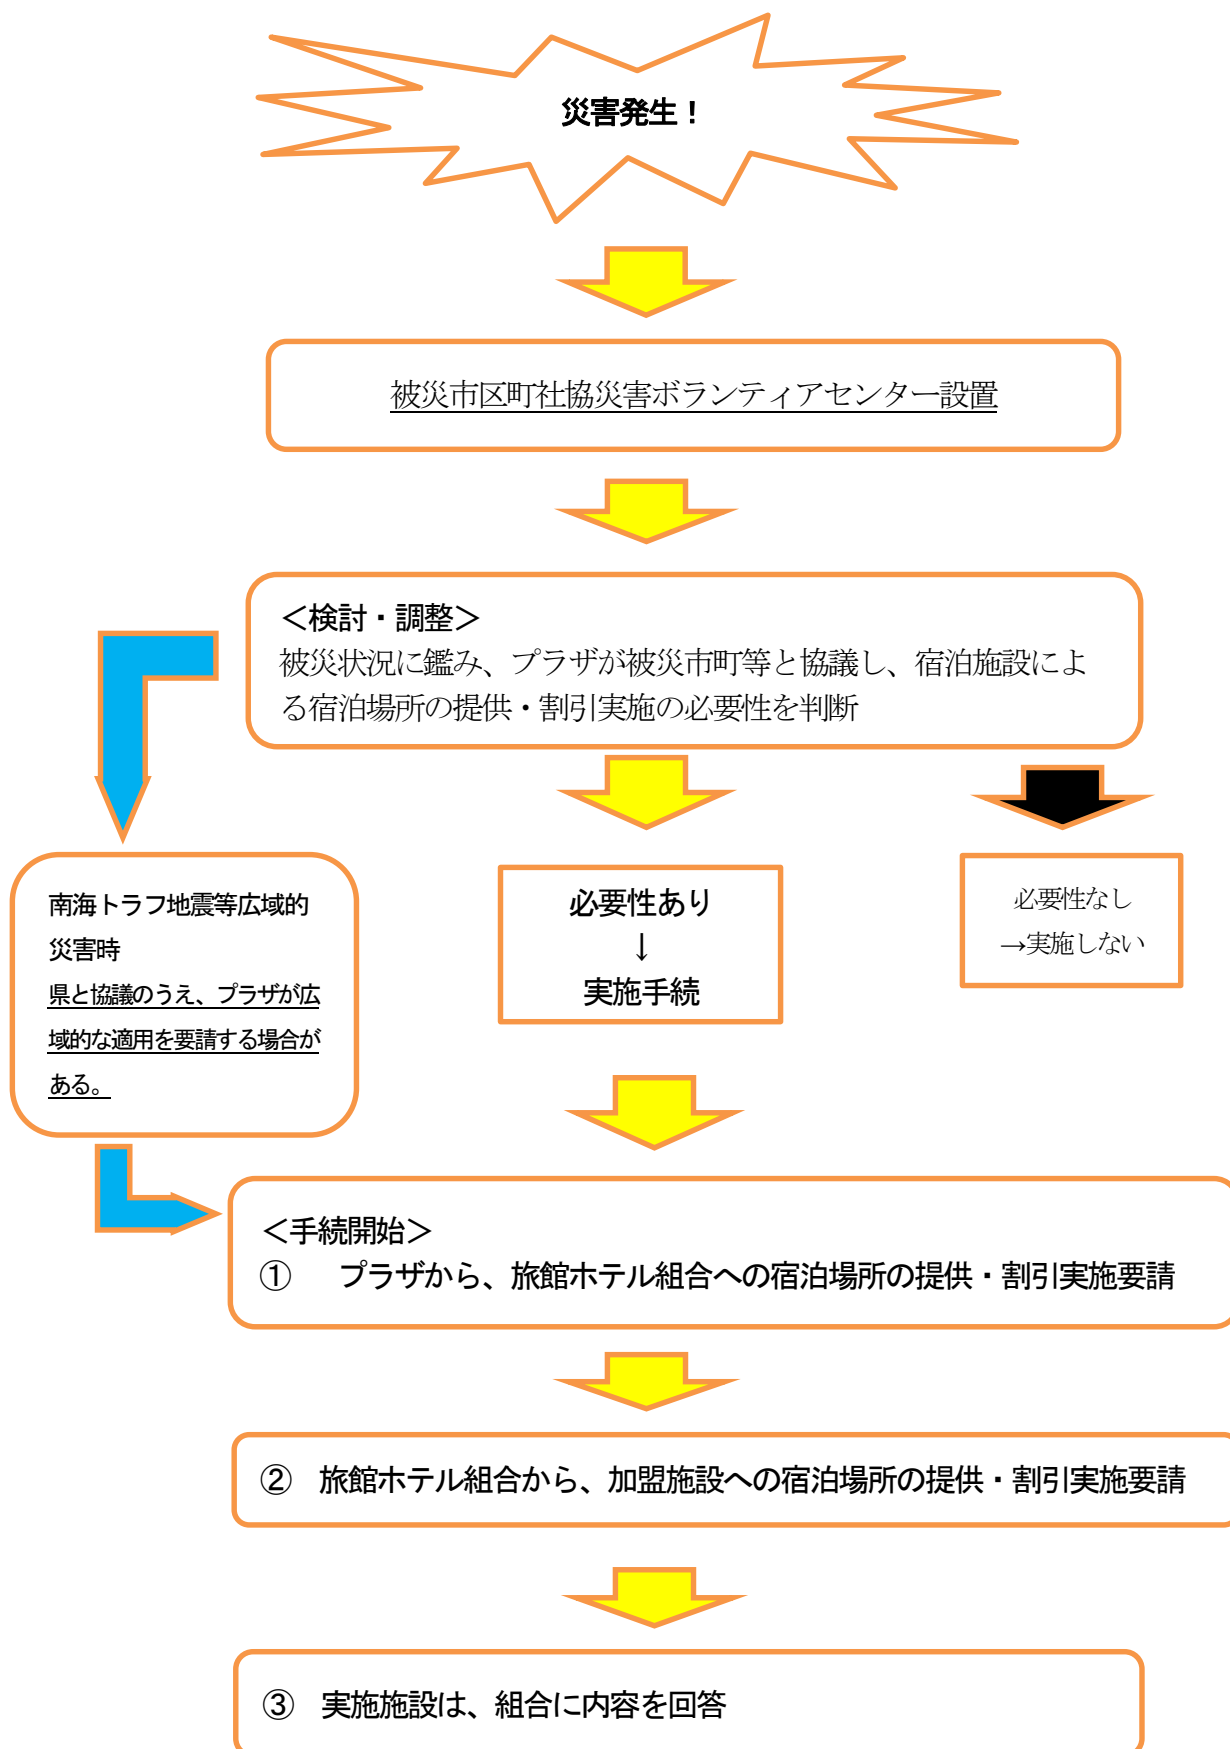 災害発生！
被災市区町社協災害ボランティアセンター設置
＜検討・調整＞
被災状況に鑑み、プラザが被災市町等と協議し、宿泊施設によ
る宿泊場所の提供・割引実施の必要性を判断
南海トラフ地震等広域的
災害時
県と協議のうえ、プラザが広
域的な適用を要請する場合が
ある。
必要性あり
↓
実施手続
必要性なし
→実施しない
＜手続開始＞
①　プラザから、旅館ホテル組合への宿泊場所の提供・割引実施要請
②　旅館ホテル組合から、加盟施設への宿泊場所の提供・割引実施要請
③　実施施設は、組合に内容を回答